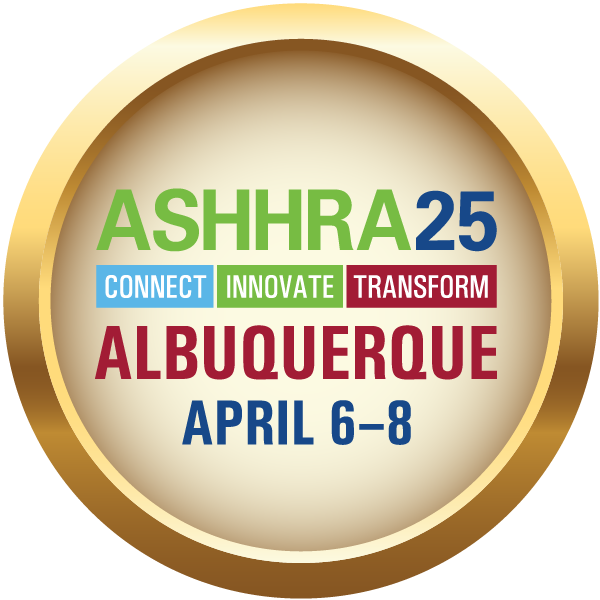 ASHHRA25
CONNECT INNOVATE TRANSFORM
ALBUQUERQUE
APRIL 6–8